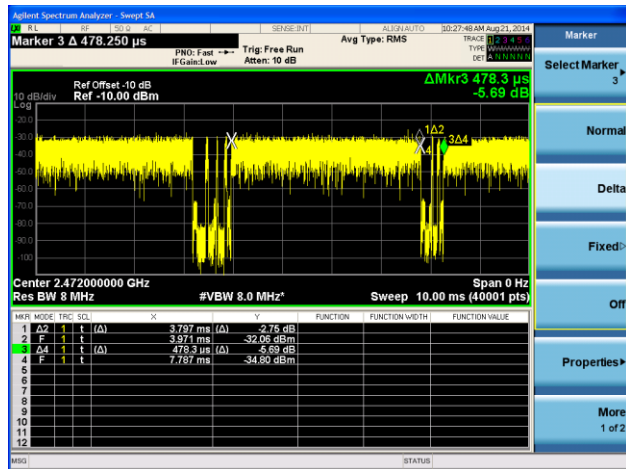 Agilent Spectrum Analyzer - Swept SA
RL RF 50 Ω AC SENSE:INT ALIGN AUTO 10:27:48 AM Aug 21, 2014
Marker 3 Δ 478.250 µs
PNO: Fast
IFGain:Low
Trig: Free Run
Atten: 10 dB
Avg Type: RMS
TRACE 1 2 3 4 5 6
TYPE
DET A N N N N N
ΔMkr3 478.3 µs
-5.69 dB
Ref Offset -10 dB
10 dB/div Ref -10.00 dBm
Log
-20.0
-30.0
-40.0
-50.0
-60.0
-70.0
-80.0
-90.0
-100
1Δ2
3Δ4
X4
Center 2.472000000 GHz Span 0 Hz
Res BW 8 MHz #VBW 8.0 MHz* Sweep 10.00 ms (40001 pts)
MKR MODE TRC SCL X Y FUNCTION FUNCTION WIDTH FUNCTION VALUE
1 Δ2 1 t (Δ) 3.797 ms (Δ) -2.75 dB
2 F 1 t 3.971 ms -32.06 dBm
3 Δ4 1 t (Δ) 478.3 µs (Δ) -5.69 dB
4 F 1 t 7.787 ms -34.80 dBm
5
6
7
8
9
10
11
12
MSG STATUS
Marker
Select Marker
3
Normal
Delta
Fixed
Off
Properties
More
1 of 2